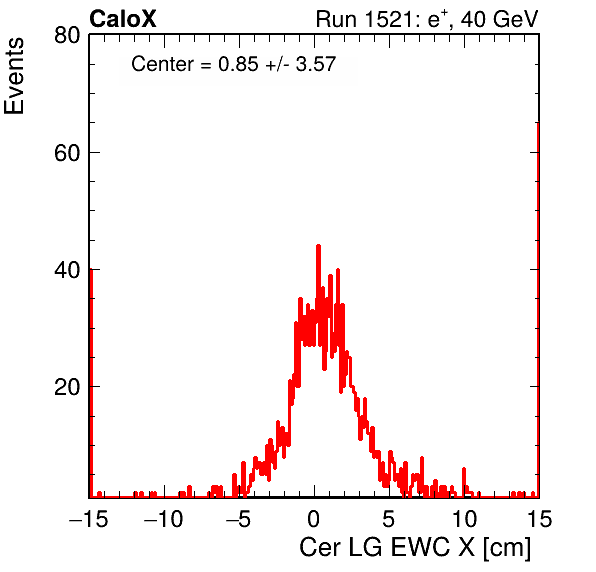 CaloX Run 1521: e⁺, 40 GeV
Center = 0.85 +/- 3.57
Events
80
60
40
20
−15 −10 −5 0 5 10 15
Cer LG EWC X [cm]